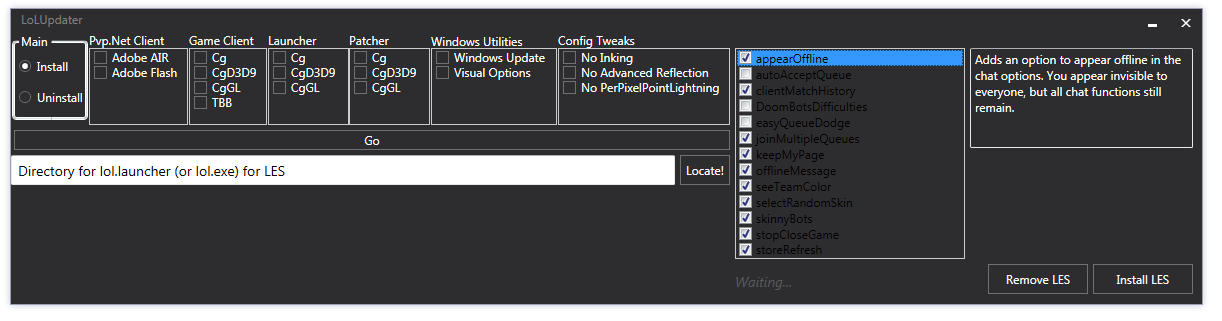 LoLUpdater
Main
Install
Uninstall
Pvp.Net Client
Adobe AIR
Adobe Flash
Game Client
Cg
CgD3D9
CgGL
TBB
Launcher
Cg
CgD3D9
CgGL
Patcher
Cg
CgD3D9
CgGL
Windows Utilities
Windows Update
Visual Options
Config Tweaks
No Inking
No Advanced Reflection
No PerPixelPointLightning
Go
Directory for lol.launcher (or lol.exe) for LES
Locate!
appearOffline
autoAcceptQueue
clientMatchHistory
DoomBotsDifficulties
easyQueueDodge
joinMultipleQueues
keepMyPage
offlineMessage
seeTeamColor
selectRandomSkin
skinnyBots
stopCloseGame
storeRefresh
Adds an option to appear offline in the
chat options. You appear invisible to
everyone, but all chat functions still
remain.
Waiting...
Remove LES
Install LES